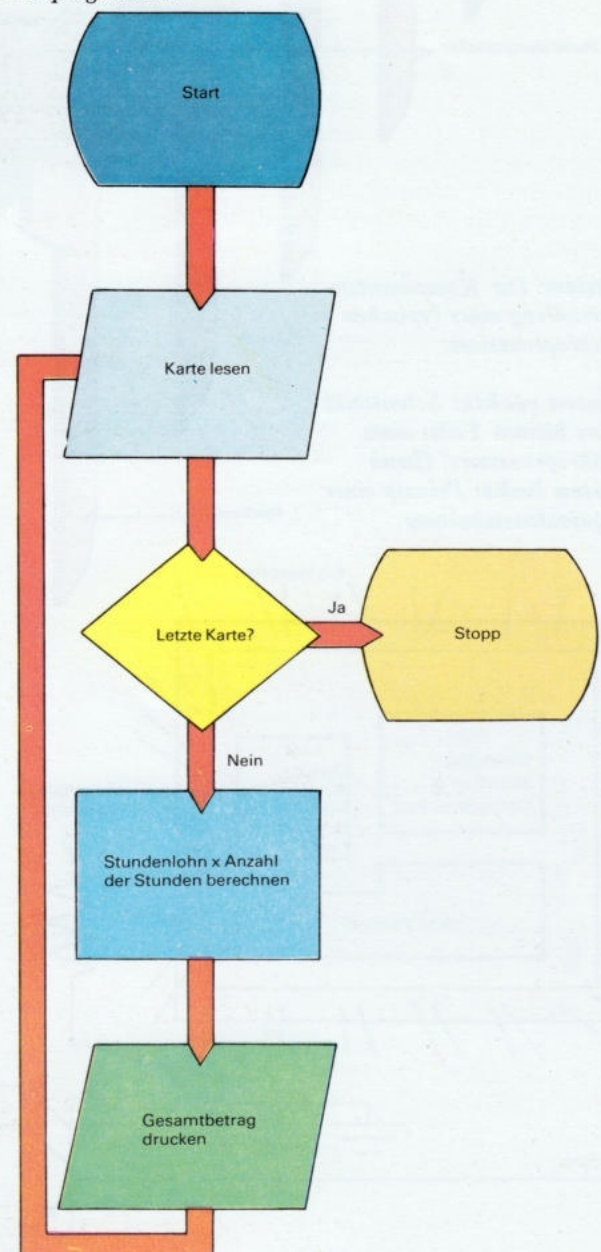 Start
Karte lesen
Letzte Karte?
Ja
Stopp
Nein
Stundenlohn x Anzahl
der Stunden berechnen
Gesamtbetrag
drucken